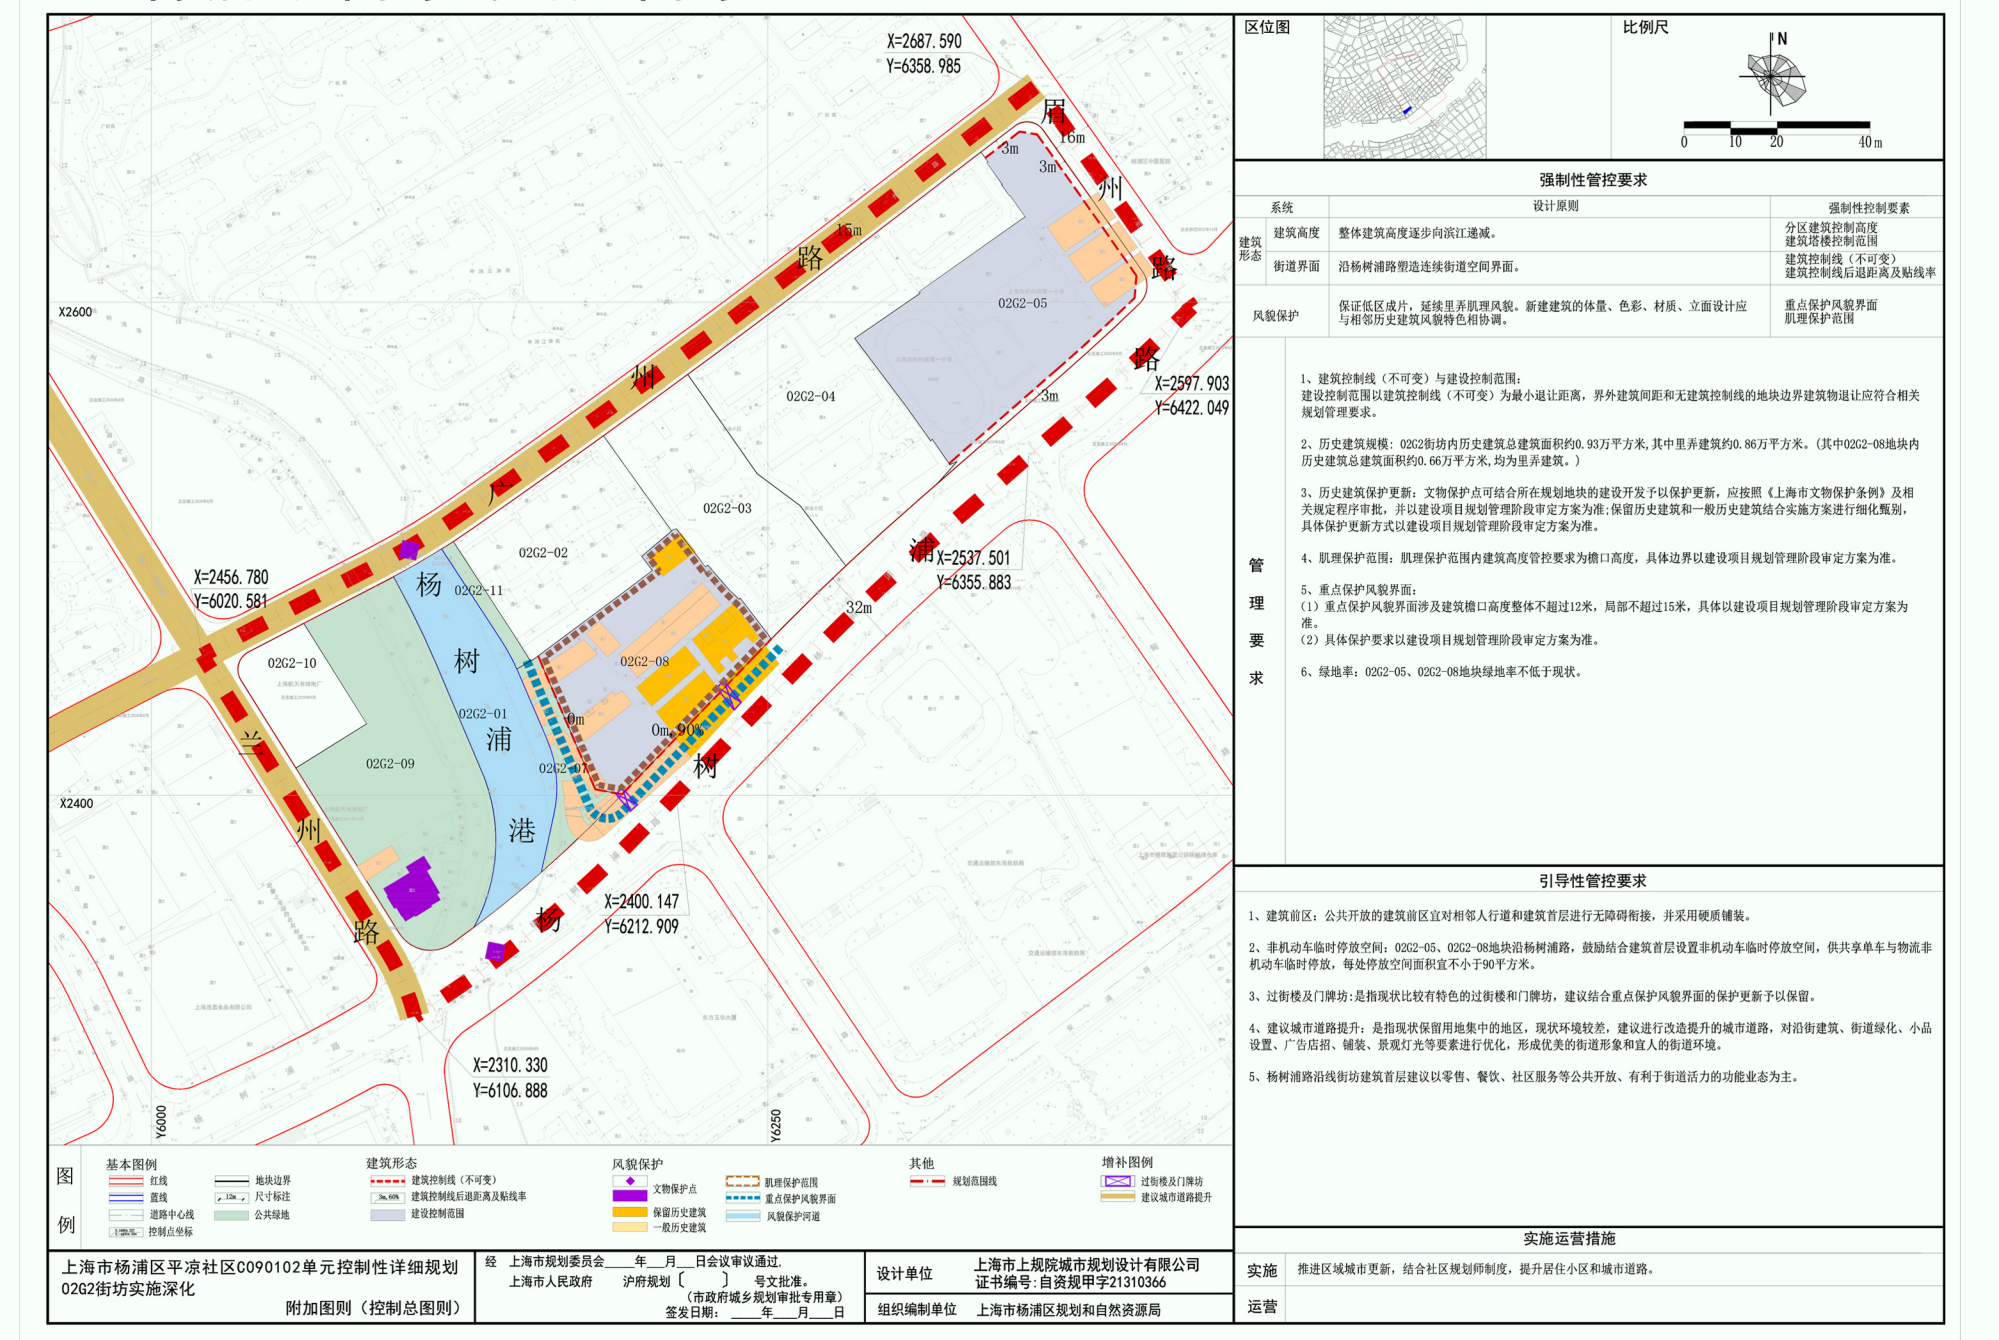 X=2687.590
Y=6358.985
眉
16m
州
路
3m
3m
15m
路
02G2-05
路
X=2597.903
Y=6422.049
X2600
州
02G2-04
3m
广
02G2-03
02G2-02
浦
X=2537.501
Y=6355.883
X=2456.780
Y=6020.581
杨
02G2-11
32m
02G2-10
树
02G2-08
02G2-01
0m
0m,90%
兰
浦
02G2-09
02G2-07
树
X2400
州
港
路
杨
X=2400.147
Y=6212.909
X=2310.330
Y=6106.888
Y6000
Y6250
区位图
比例尺
N
0 10 20 40m
强制性管控要求
系统 设计原则 强制性控制要素
建筑形态
建筑高度 整体建筑高度逐步向滨江递减。 分区建筑控制高度
建筑塔楼控制范围
街道界面 沿杨树浦路塑造连续街道空间界面。 建筑控制线（不可变）
建筑控制线后退距离及贴线率
风貌保护 保证低区成片，延续里弄肌理风貌。新建建筑的体量、色彩、材质、立面设计应
与相邻历史建筑风貌特色相协调。
重点保护风貌界面
肌理保护范围
管理要求
1、建筑控制线（不可变）与建设控制范围：
建设控制范围以建筑控制线（不可变）为最小退让距离，界外建筑间距和无建筑控制线的地块边界建筑物退让应符合相关
规划管理要求。
2、历史建筑规模: 02G2街坊内历史建筑总建筑面积约0.93万平方米,其中里弄建筑约0.86万平方米。(其中02G2-08地块内
历史建筑总建筑面积约0.66万平方米,均为里弄建筑。)
3、历史建筑保护更新：文物保护点可结合所在规划地块的建设开发予以保护更新，应按照《上海市文物保护条例》及相
关规定程序审批，并以建设项目规划管理阶段审定方案为准;保留历史建筑和一般历史建筑结合实施方案进行细化甄别，
具体保护更新方式以建设项目规划管理阶段审定方案为准。
4、肌理保护范围：肌理保护范围内建筑高度管控要求为檐口高度，具体边界以建设项目规划管理阶段审定方案为准。
5、重点保护风貌界面：
（1）重点保护风貌界面涉及建筑檐口高度整体不超过12米，局部不超过15米，具体以建设项目规划管理阶段审定方案为
准。
（2）具体保护要求以建设项目规划管理阶段审定方案为准。
6、绿地率：02G2-05、02G2-08地块绿地率不低于现状。
引导性管控要求
1、建筑前区：公共开放的建筑前区宜对相邻人行道和建筑首层进行无障碍衔接，并采用硬质铺装。
2、非机动车临时停放空间：02G2-05、02G2-08地块沿杨树浦路，鼓励结合建筑首层设置非机动车临时停放空间，供共享单车与物流非
机动车临时停放，每处停放空间面积宜不小于90平方米。
3、过街楼及门牌坊:是指现状比较有特色的过街楼和门牌坊，建议结合重点保护风貌界面的保护更新予以保留。
4、建议城市道路提升：是指现状保留用地集中的地区，现状环境较差，建议进行改造提升的城市道路，对沿街建筑、街道绿化、小品
设置、广告店招、铺装、景观灯光等要素进行优化，形成优美的街道形象和宜人的街道环境。
5、杨树浦路沿线街坊建筑首层建议以零售、餐饮、社区服务等公共开放、有利于街道活力的功能业态为主。
实施运营措施
实施 推进区域城市更新，结合社区规划师制度，提升居住小区和城市道路。
运营
图例
基本图例
红线
蓝线
道路中心线
控制点坐标
地块边界
12m 尺寸标注
公共绿地
建筑形态
建筑控制线（不可变）
3m,60% 建筑控制线后退距离及贴线率
建设控制范围
风貌保护
文物保护点
保留历史建筑
一般历史建筑
肌理保护范围
重点保护风貌界面
风貌保护河道
其他
规划范围线
增补图例
过街楼及门牌坊
建议城市道路提升
上海市杨浦区平凉社区C090102单元控制性详细规划
02G2街坊实施深化
附加图则（控制总图则）
经 上海市规划委员会____年__月__日会议审议通过,
上海市人民政府 沪府规划〔 〕 号文批准。
（市政府城乡规划审批专用章）
签发日期: ____年___月___日
设计单位 上海市上规院城市规划设计有限公司
证书编号:自资规甲字21310366
组织编制单位 上海市杨浦区规划和自然资源局